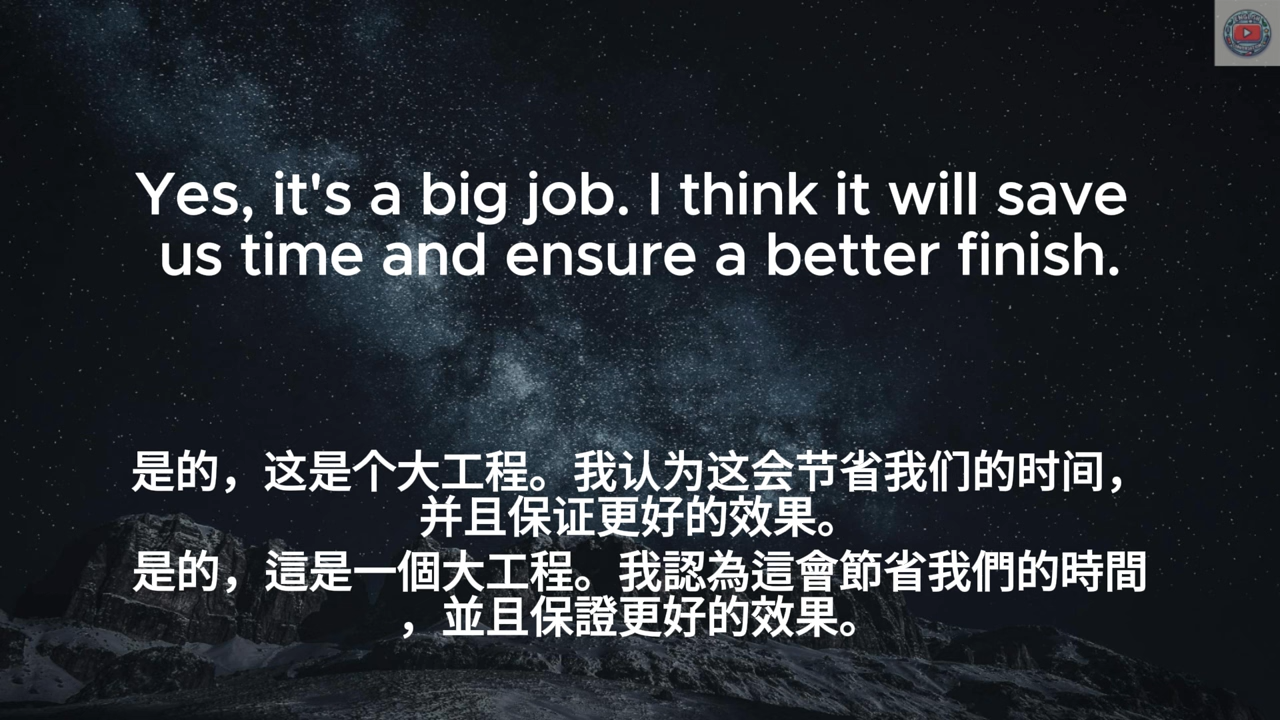 Yes, it's a big job. I think it will save
us time and ensure a better finish.
是的，这是个大工程。我认为这会节省我们的时间，
并且保证更好的效果。
是的，這是一個大工程。我認為這會節省我們的時間
，並且保證更好的效果。